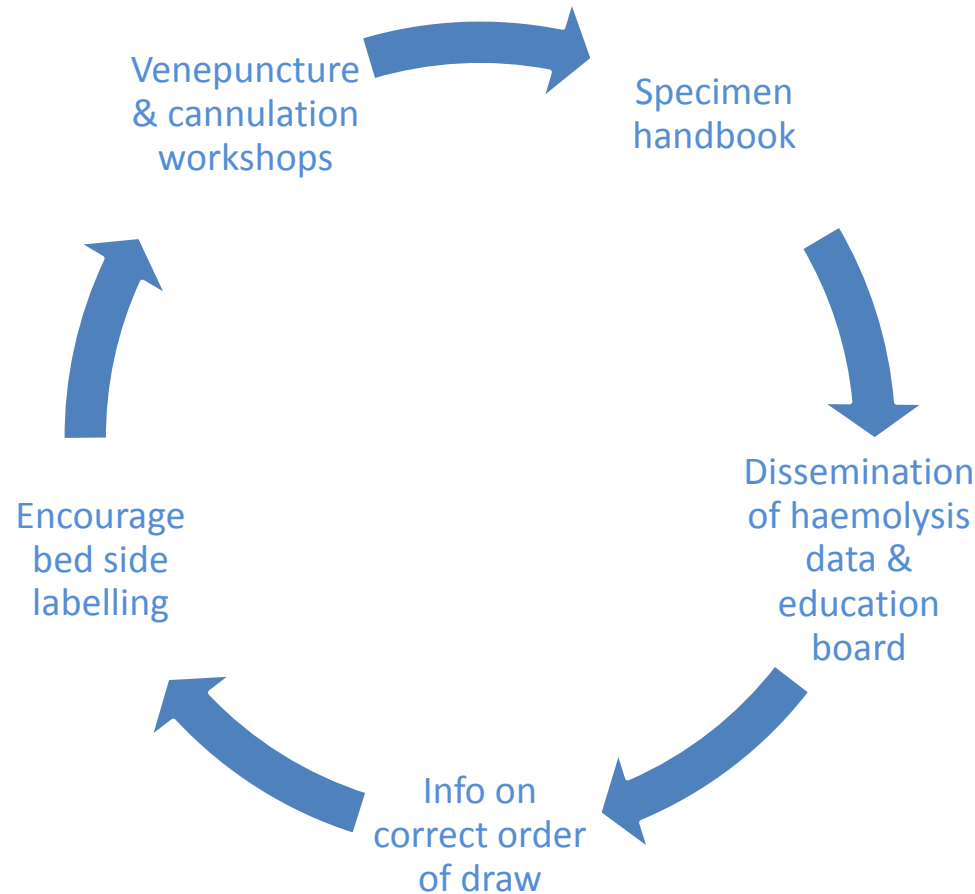 Venepuncture
& cannulation
workshops
Specimen
handbook
Dissemination
of haemolysis
data &
education
board
Info on
correct order
of draw
Encourage
bed side
labelling